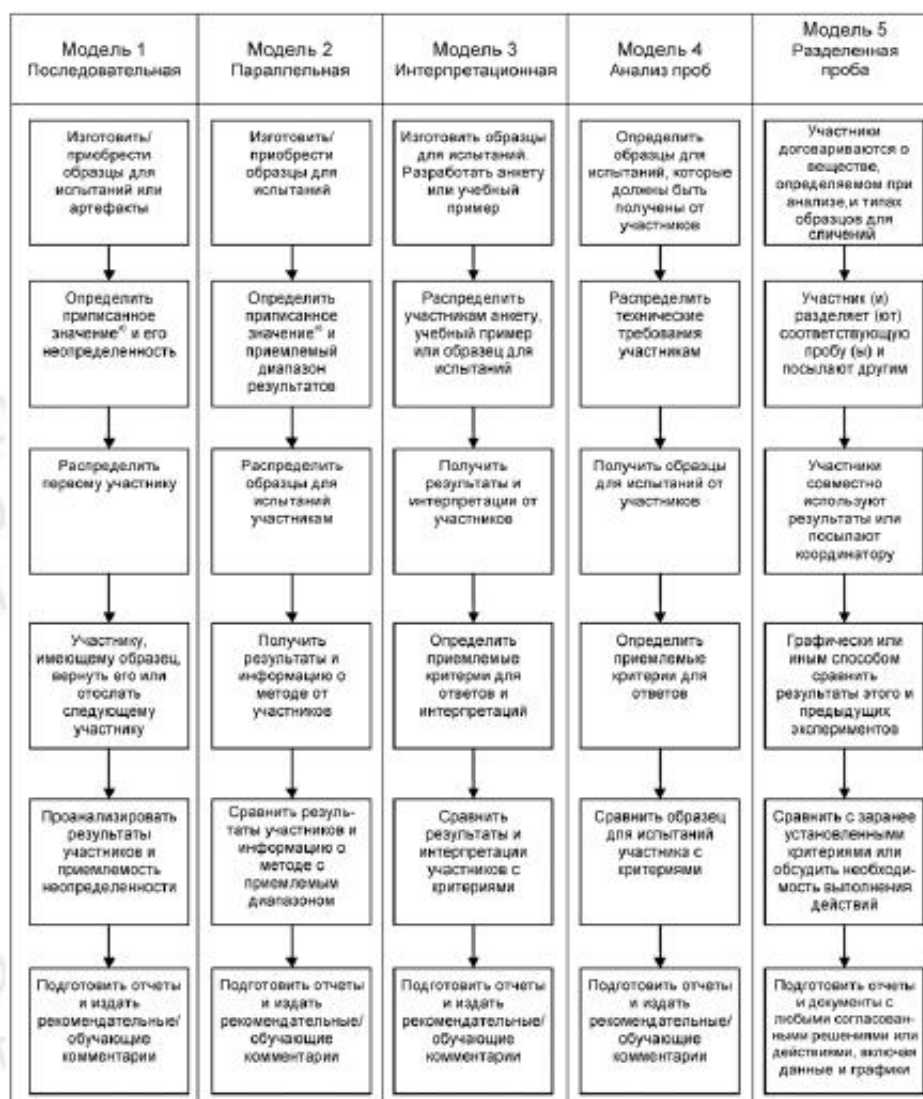 Модель 1
Последовательная
Модель 2
Параллельная
Модель 3
Интерпретационная
Модель 4
Анализ проб
Модель 5
Разделенная
проба
Изготовить/
приобрести
образцы для
испытаний или
артефакты
Определить
приписанное
значение а) и его
неопределенность
Распределить
первому участнику
Участнику,
имеющему образец,
вернуть его или
отослать
следующему
участнику
Проанализировать
результаты
участников и
приемлемость
неопределенности
Подготовить отчеты
и издать
рекомендательные/
обучающие
комментарии
Изготовить/
приобрести
образцы для
испытаний
Определить
приписанное
значение а) и
приемлемый
диапазон
результатов
Распределить
образцы для
испытаний
участникам
Получить
результаты и
информацию о
методе от
участников
Сравнить резуль-
таты участников и
информацию о
методе с
приемлемым
диапазоном
Подготовить отчеты
и издать
рекомендательные/
обучающие
комментарии
Изготовить образцы
для испытаний.
Разработать анкету
или учебный
пример
Распределить
участникам анкету,
учебный пример
или образец для
испытаний
Получить
результаты и
интерпретации от
участников
Определить
приемлемые
критерии для
ответов и
интерпретаций
Сравнить
результаты и
интерпретации
участников с
критериями
Подготовить отчеты
и издать
рекомендательные/
обучающие
комментарии
Определить
образцы для
испытаний, которые
должны быть
получены от
участников
Распределить
технические
требования
участникам
Получить образцы
для испытаний от
участников
Определить
приемлемые
критерии для
ответов
Сравнить образец
для испытаний
участника с
критериями
Подготовить отчеты
и издать
рекомендательные/
обучающие
комментарии
Участники
договариваются о
веществе,
определяемом при
анализе,и типах
образцов для
сличений
Участник (и)
разделяет (ют)
соответствующую
пробу (ы) и
посылают другим
Участники
совместно
используют
результаты или
посылают
координатору
Графически или
иным способом
сравнить
результаты этого и
предыдущих
экспериментов
Сравнить с заранее
установленными
критериями или
обсудить необходи-
мость выполнения
действий
Подготовить отчеты
и документы с
любыми согласован-
ными решениями или
действиями, включая
данные и графики